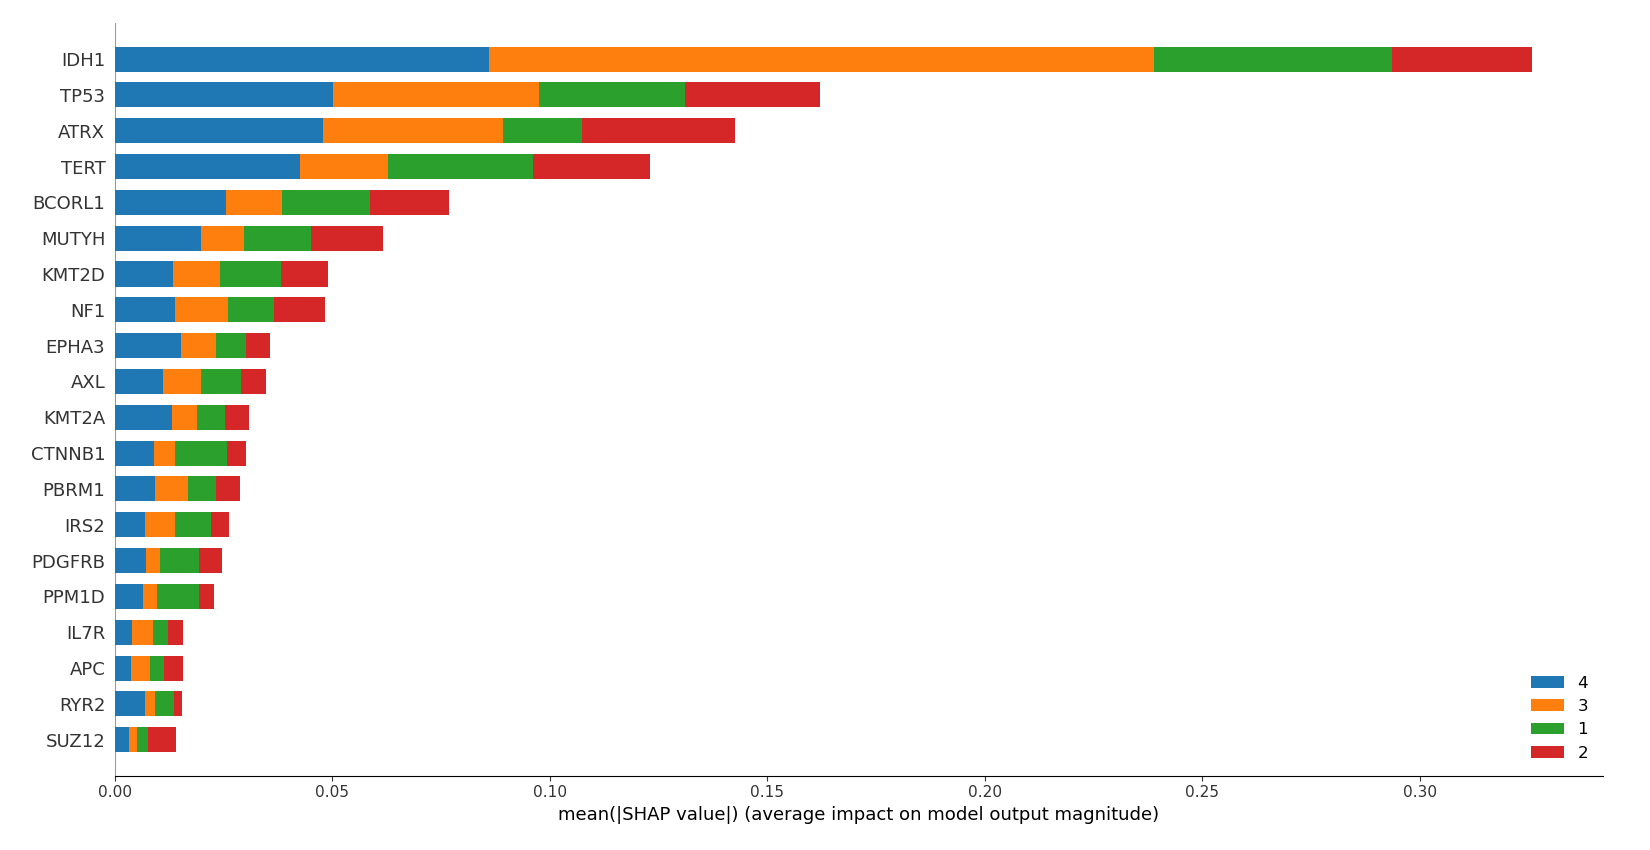 IDH1
TP53
ATRX
TERT
BCORL1
MUTYH
KMT2D
NF1
EPHA3
AXL
KMT2A
CTNNB1
PBRM1
IRS2
PDGFRB
PPM1D
IL7R
APC
RYR2
SUZ12
4
3
1
2
0.00 0.05 0.10 0.15 0.20 0.25 0.30
mean(|SHAP value|) (average impact on model output magnitude)